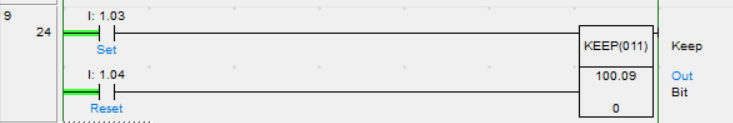 9
24
I: 1.03
Set
KEEP(011)
Keep
I: 1.04
Reset
100.09
Out
Bit
0